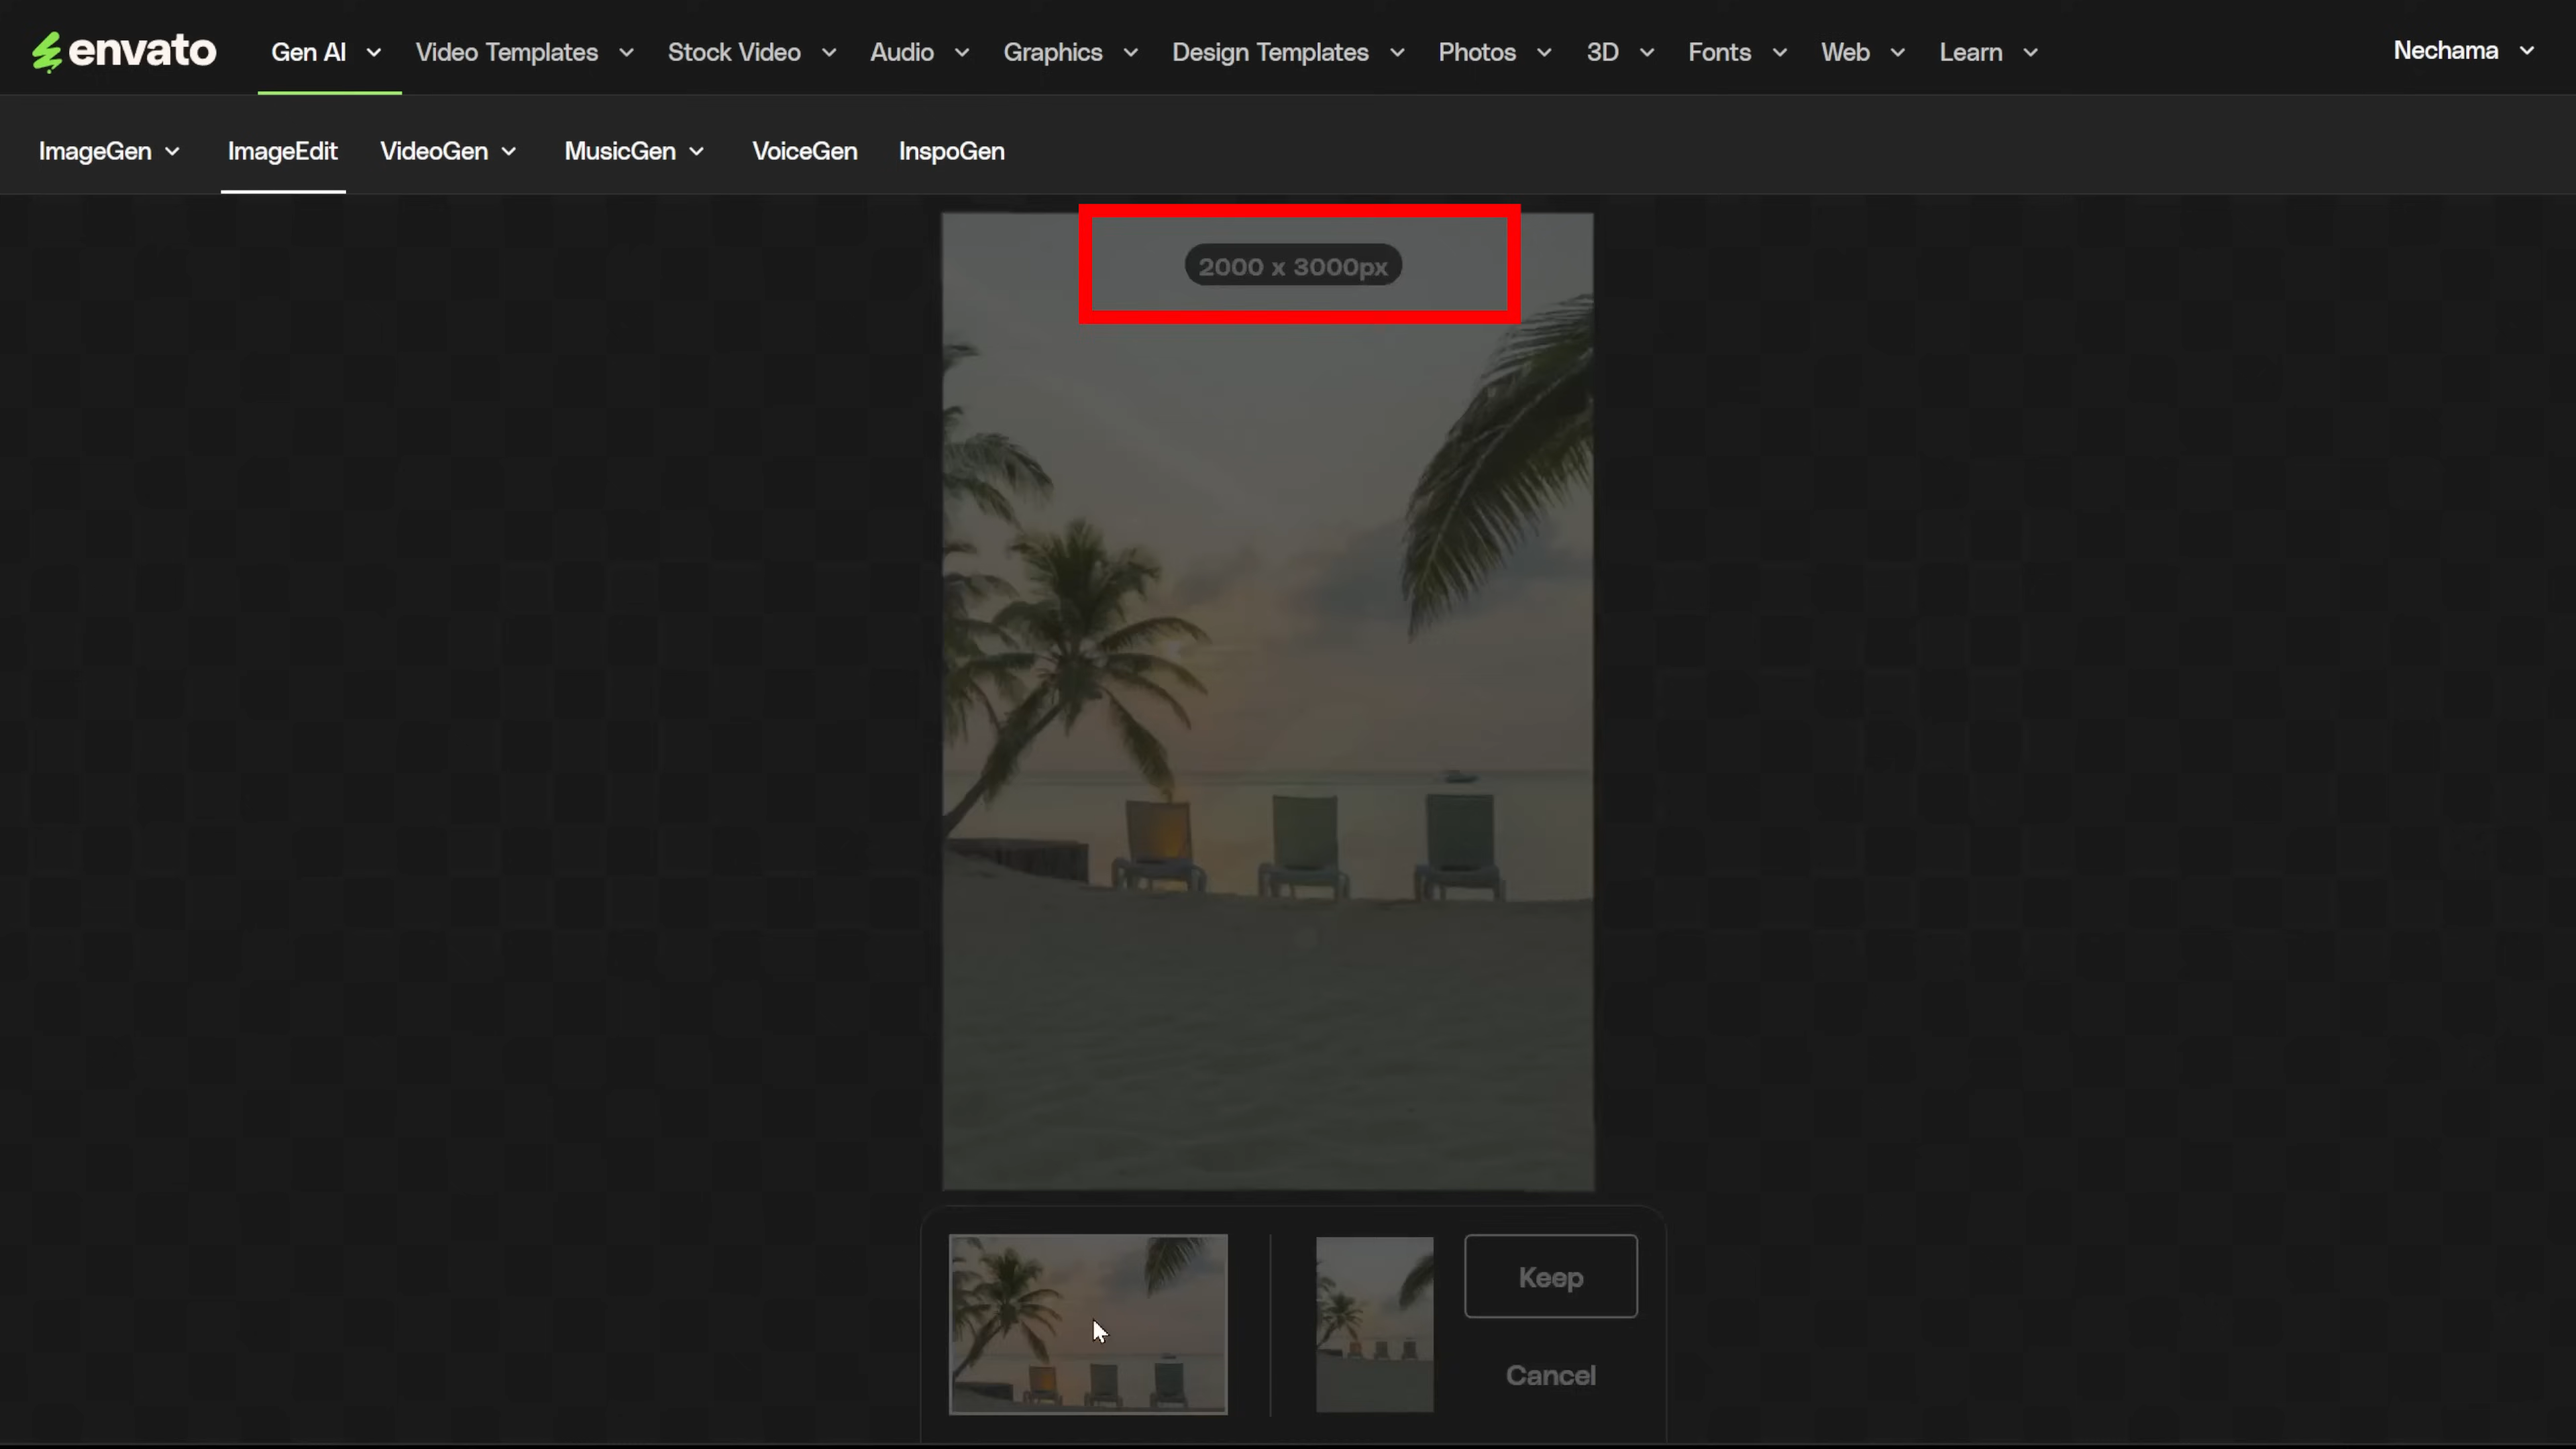 envato
Gen AI
Video Templates
Stock Video
Audio
Graphics
Design Templates
Photos
3D
Fonts
Web
Learn
Nechama
ImageGen
ImageEdit
VideoGen
MusicGen
VoiceGen
InspoGen
2000 x 3000px
Keep
Cancel